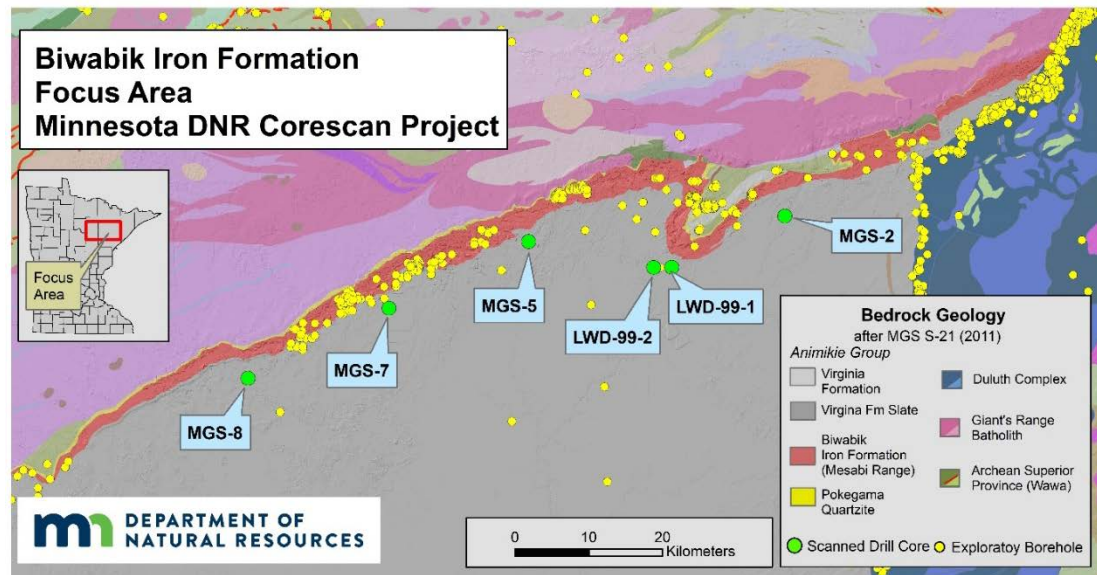 Biwabik Iron Formation
Focus Area
Minnesota DNR Corescan Project
Focus
Area
MGS-2
MGS-5
LWD-99-1
LWD-99-2
MGS-7
MGS-8
Bedrock Geology
after MGS S-21 (2011)
Animikie Group
Virginia
Formation
Virgina Fm Slate
Biwabik
Iron Formation
(Mesabi Range)
Pokegama
Quartzite
Duluth Complex
Giant's Range
Batholith
Archean Superior
Province (Wawa)
Scanned Drill Core
Exploratoy Borehole
0 10 20
Kilometers
mn DEPARTMENT OF
NATURAL RESOURCES